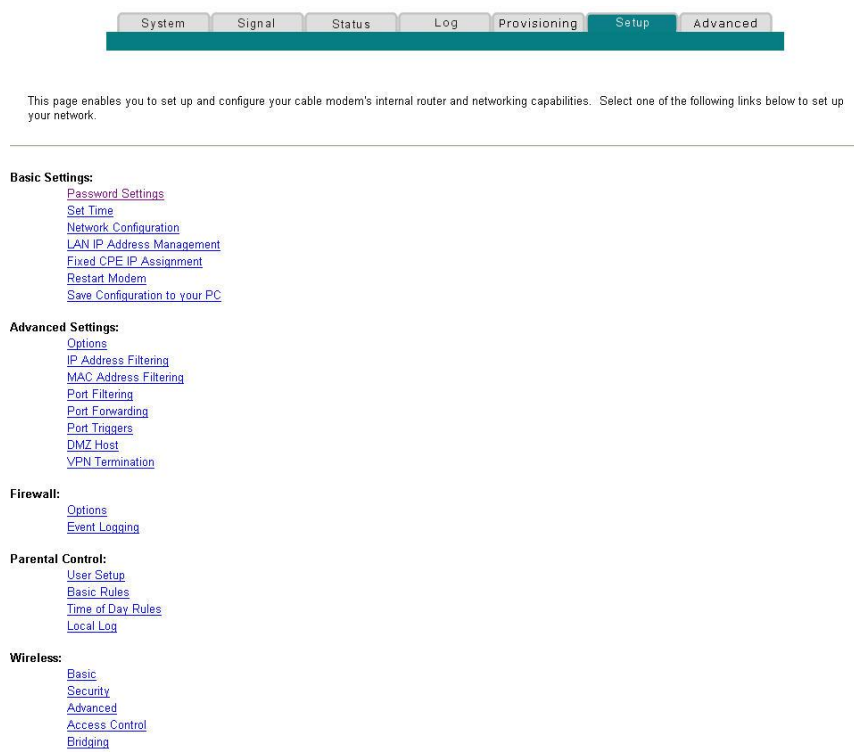 System Signal Status Log Provisioning Setup Advanced
This page enables you to set up and configure your cable modem's internal router and networking capabilities. Select one of the following links below to set up
your network.
Basic Settings:
Password Settings
Set Time
Network Configuration
LAN IP Address Management
Fixed CPE IP Assignment
Restart Modem
Save Configuration to your PC
Advanced Settings:
Options
IP Address Filtering
MAC Address Filtering
Port Filtering
Port Forwarding
Port Triggers
DMZ Host
VPN Termination
Firewall:
Options
Event Logging
Parental Control:
User Setup
Basic Rules
Time of Day Rules
Local Log
Wireless:
Basic
Security
Advanced
Access Control
Bridging